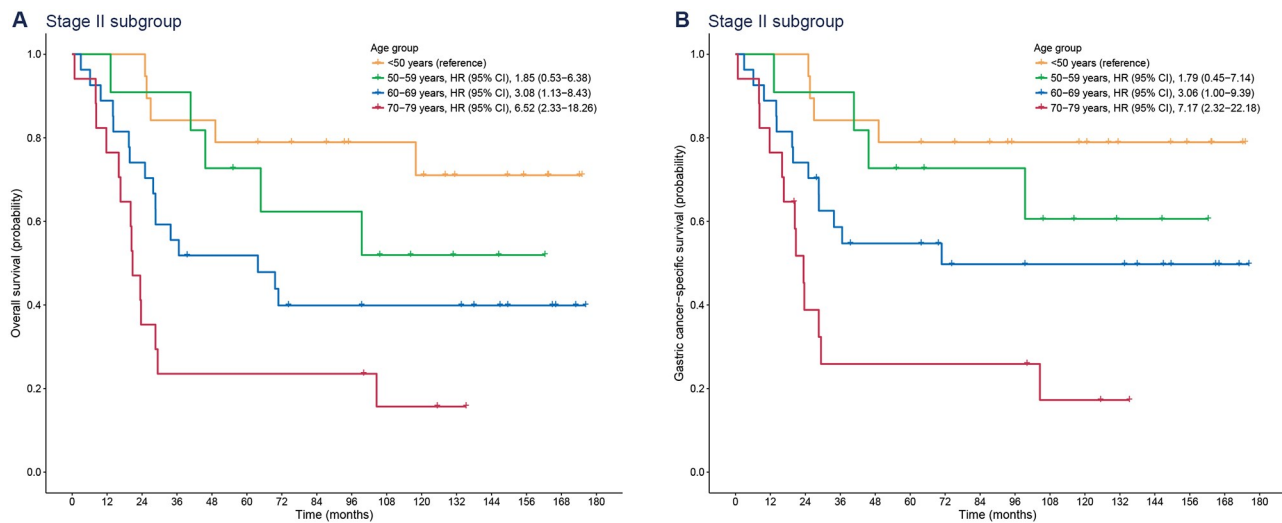 A Stage II subgroup
Age group
<50 years (reference)
50–59 years, HR (95% CI), 1.85 (0.53–6.38)
60–69 years, HR (95% CI), 3.08 (1.13–8.43)
70–79 years, HR (95% CI), 6.52 (2.33–18.26)
Overall survival (probability)
1.0
0.8
0.6
0.4
0.2
0.0
0 12 24 36 48 60 72 84 96 108 120 132 144 156 168 180
Time (months)
B Stage II subgroup
Age group
<50 years (reference)
50–59 years, HR (95% CI), 1.79 (0.45–7.14)
60–69 years, HR (95% CI), 3.06 (1.00–9.39)
70–79 years, HR (95% CI), 7.17 (2.32–22.18)
Gastric cancer–specific survival (probability)
1.0
0.8
0.6
0.4
0.2
0.0
0 12 24 36 48 60 72 84 96 108 120 132 144 156 168 180
Time (months)